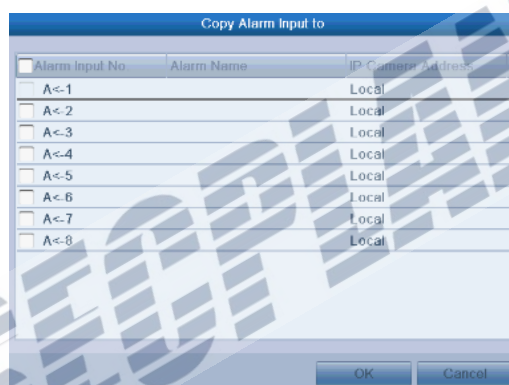 Copy Alarm Input to
Alarm Input No. Alarm Name IP Camera Address
A<-1 Local
A<-2 Local
A<-3 Local
A<-4 Local
A<-5 Local
A<-6 Local
A<-7 Local
A<-8 Local
OK Cancel